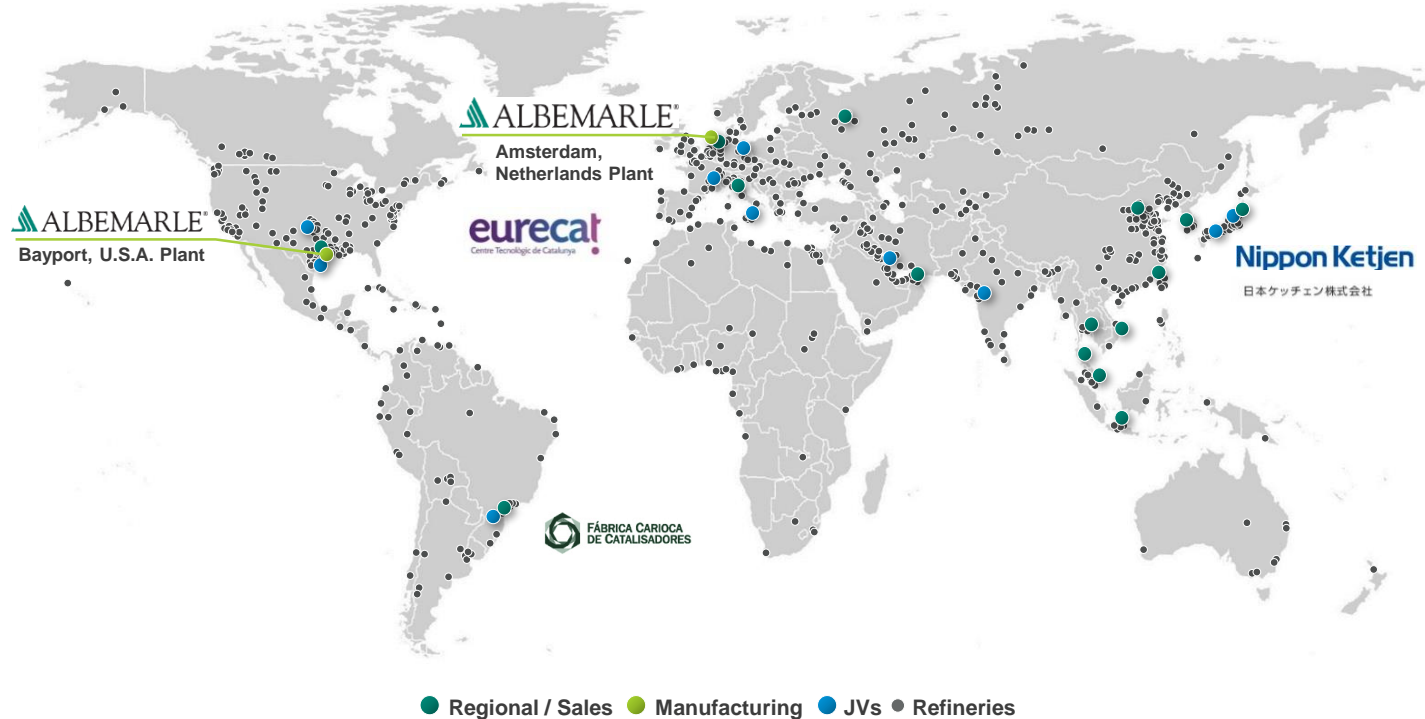 ALBEMARLE®
Amsterdam,
Netherlands Plant
ALBEMARLE®
Bayport, U.S.A. Plant
eurecat
Centre Tecnològic de Catalunya
Nippon Ketjen
日本ケッチェン株式会社
FÁBRICA CARIOCA
DE CATALISADORES
Regional / Sales Manufacturing JVs Refineries